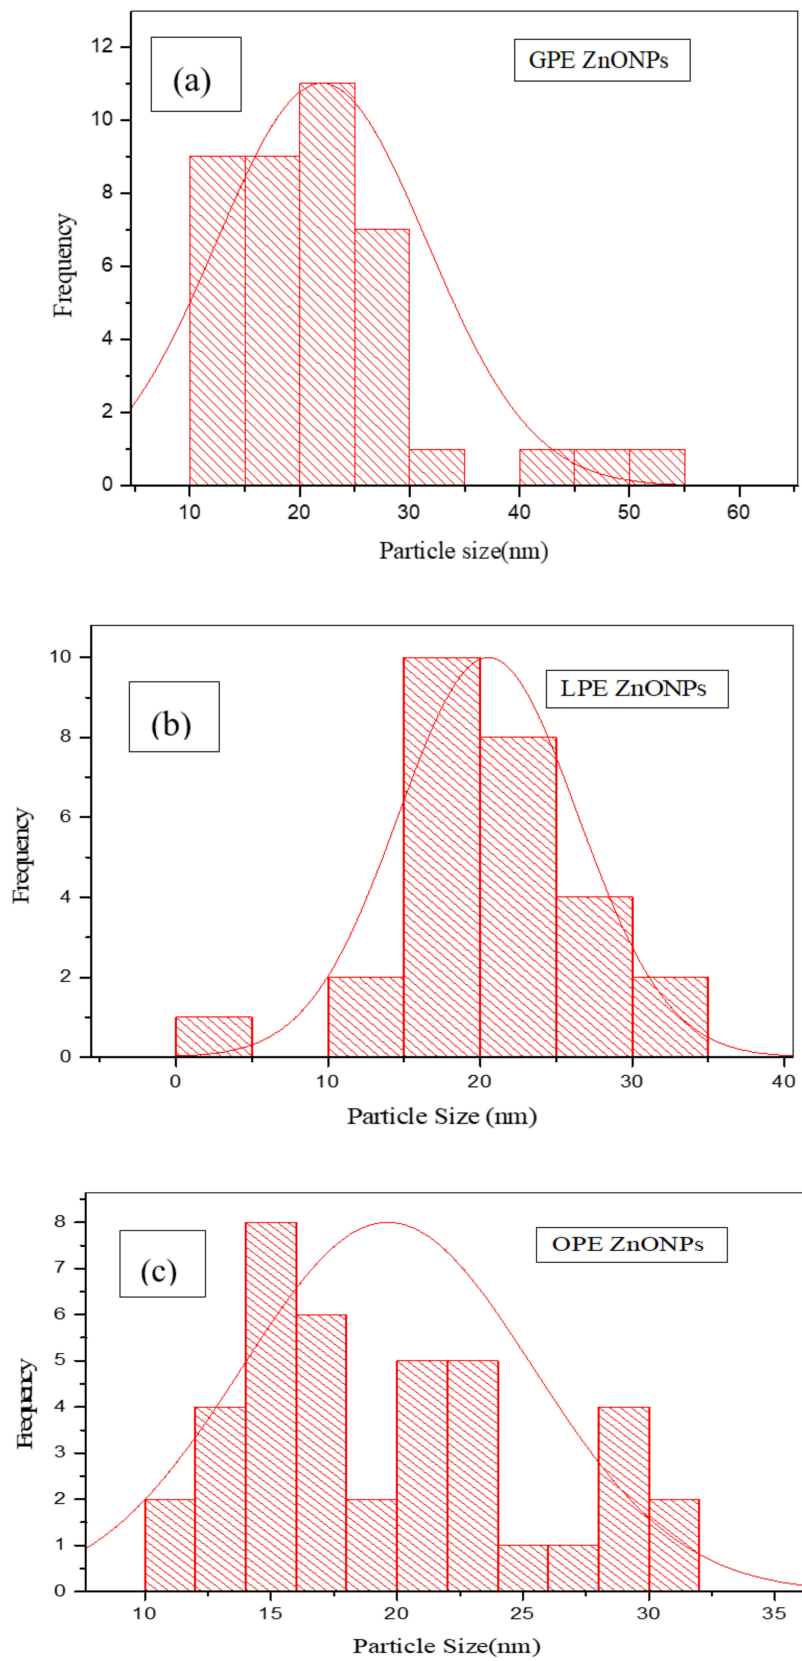 (a)
GPE ZnONPs
12
10
8
6
4
2
0
Frequency
10 20 30 40 50 60
Particle size(nm)
(b)
LPE ZnONPs
10
8
6
4
2
0
Frequency
0 10 20 30 40
Particle Size (nm)
(c)
OPE ZnONPs
8
7
6
5
4
3
2
1
0
Frequency
10 15 20 25 30 35
Particle Size(nm)